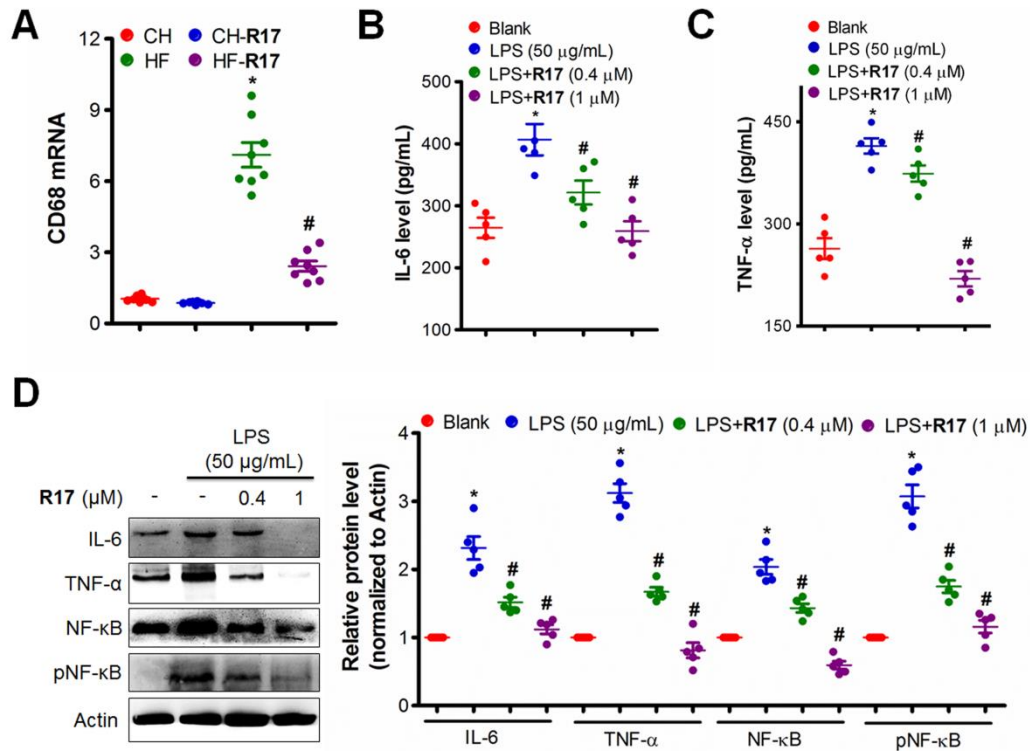 A
CH CH-R17
HF HF-R17
CD68 mRNA
12
9
6
3
0
*
#
B
Blank
LPS (50 μg/mL)
LPS+R17 (0.4 μM)
LPS+R17 (1 μM)
IL-6 level (pg/mL)
500
400
300
200
100
*
#
#
C
Blank
LPS (50 μg/mL)
LPS+R17 (0.4 μM)
LPS+R17 (1 μM)
TNF-α level (pg/mL)
450
300
150
*
#
#
D
LPS
(50 μg/mL)
R17 (μM) - - 0.4 1
IL-6
TNF-α
NF-κB
pNF-κB
Actin
Blank LPS (50 μg/mL) LPS+R17 (0.4 μM) LPS+R17 (1 μM)
Relative protein level
(normalized to Actin)
4
3
2
1
0
* # #
* # #
* # #
* # #
IL-6 TNF-α NF-κB pNF-κB